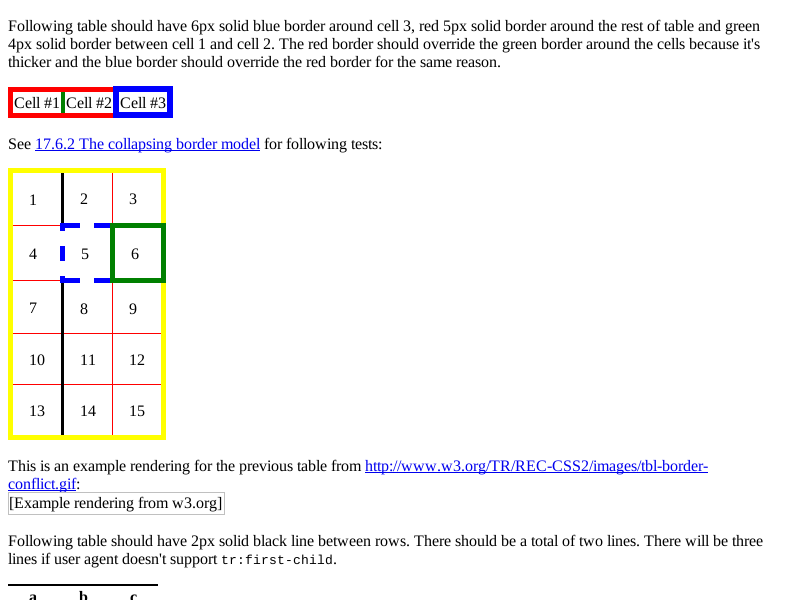 Following table should have 6px solid blue border around cell 3, red 5px solid border around the rest of table and green
4px solid border between cell 1 and cell 2. The red border should override the green border around the cells because it's
thicker and the blue border should override the red border for the same reason.
Cell #1 Cell #2 Cell #3
See 17.6.2 The collapsing border model for following tests:
1 2 3
4 5 6
7 8 9
10 11 12
13 14 15
This is an example rendering for the previous table from http://www.w3.org/TR/REC-CSS2/images/tbl-border-
conflict.gif:
[Example rendering from w3.org]
Following table should have 2px solid black line between rows. There should be a total of two lines. There will be three
lines if user agent doesn't support tr:first-child.
a b c